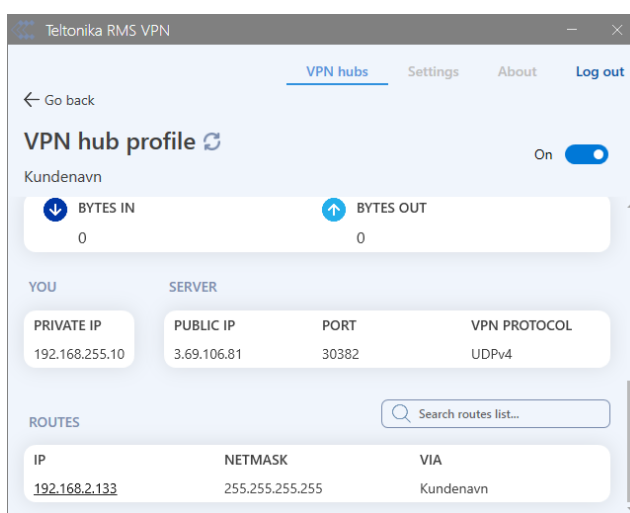 Teltonika RMS VPN
VPN hubs Settings About Log out
Go back
VPN hub profile
On
Kundenavn
BYTES IN BYTES OUT
0 0
YOU SERVER
PRIVATE IP PUBLIC IP PORT VPN PROTOCOL
192.168.255.10 3.69.106.81 30382 UDPv4
ROUTES Search routes list...
IP NETMASK VIA
192.168.2.133 255.255.255.255 Kundenavn